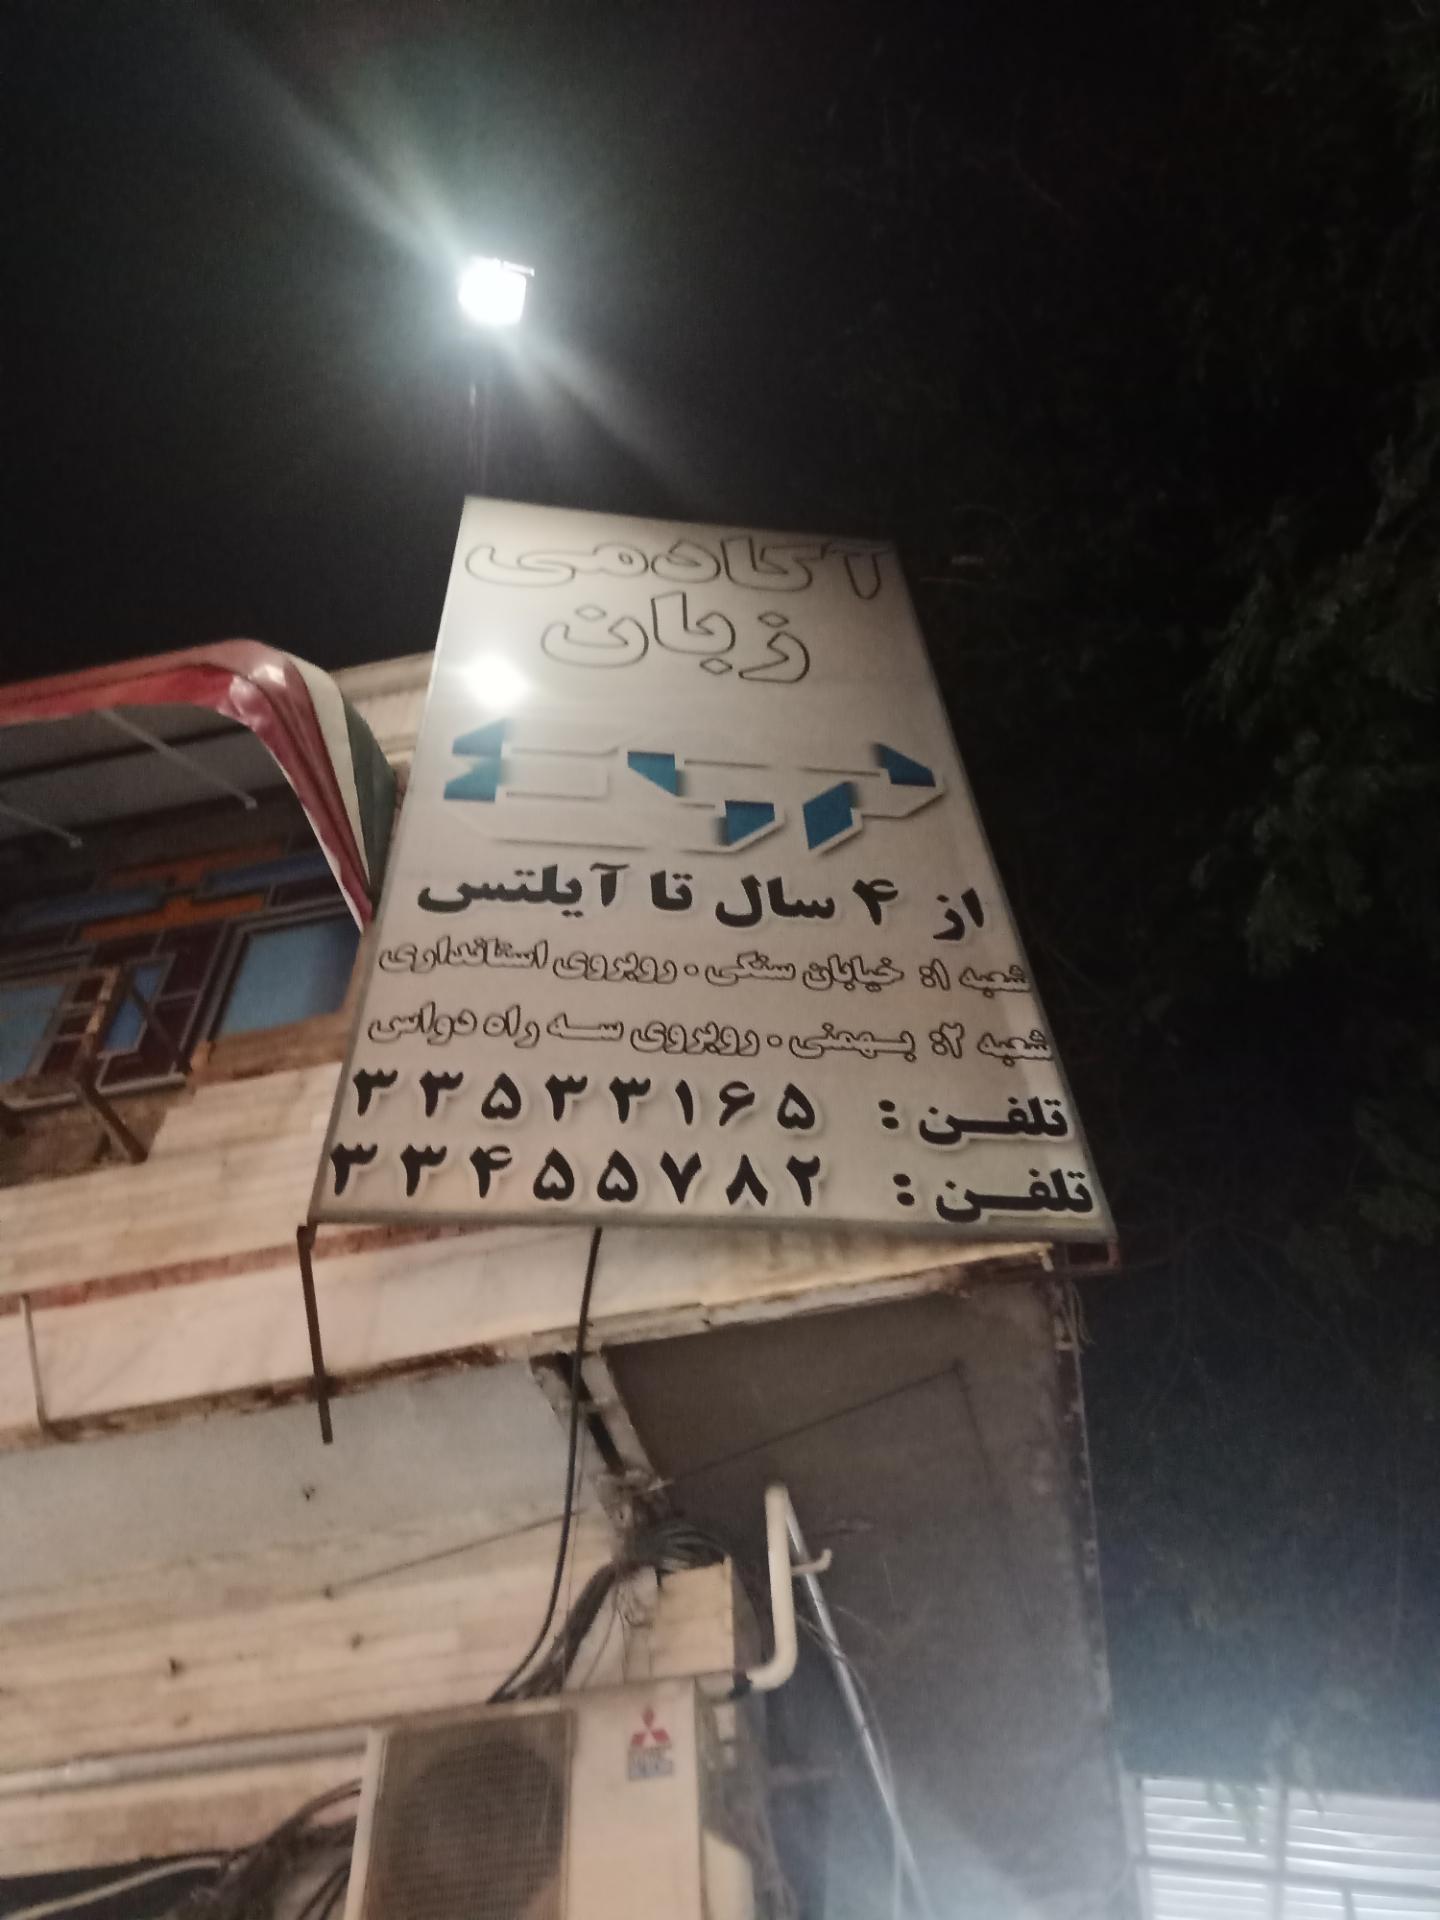 آکادمی
زبان
از ۴ سال تا آیلتس
شعبه ۱: خیابان سنگی . روبروی استانداری
شعبه ۲: بهمنی . روبروی سه راه دواس
تلفن : ۳۳۵۳۳۱۶۵
تلفن : ۳۳۴۵۵۷۸۲